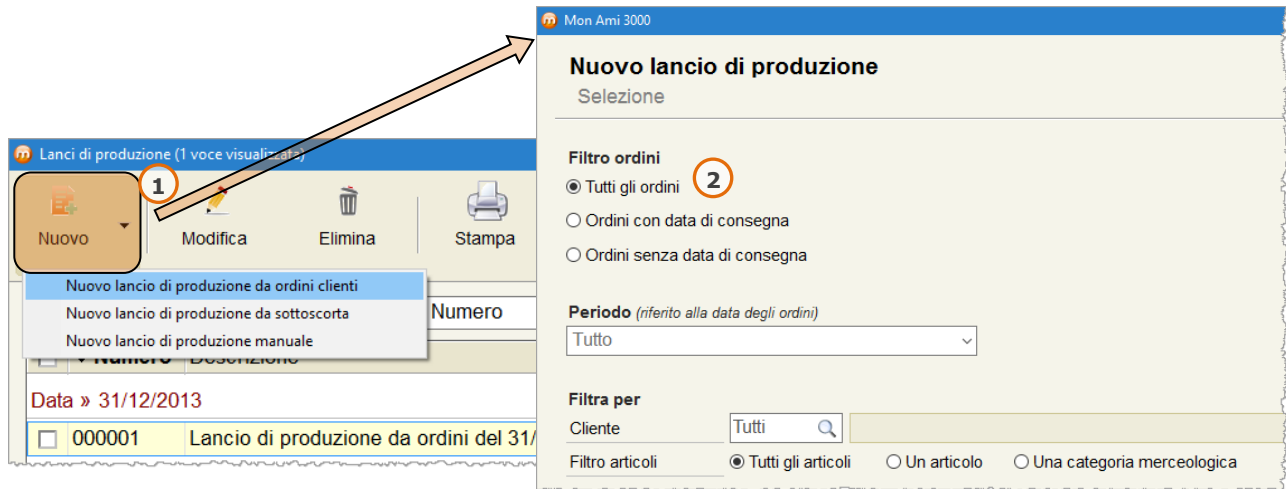 Mon Ami 3000
Nuovo lancio di produzione
Selezione
Filtro ordini
Tutti gli ordini
2
Ordini con data di consegna
Ordini senza data di consegna
Periodo (riferito alla data degli ordini)
Tutto
Filtra per
Cliente Tutti
Filtro articoli Tutti gli articoli Un articolo Una categoria merceologica
Lanci di produzione (1 voce visualizzata)
1
Nuovo Modifica Elimina Stampa
Nuovo lancio di produzione da ordini clienti
Nuovo lancio di produzione da sottoscorta
Numero
Nuovo lancio di produzione manuale
Numero Descrizione
Data » 31/12/2013
000001 Lancio di produzione da ordini del 31/